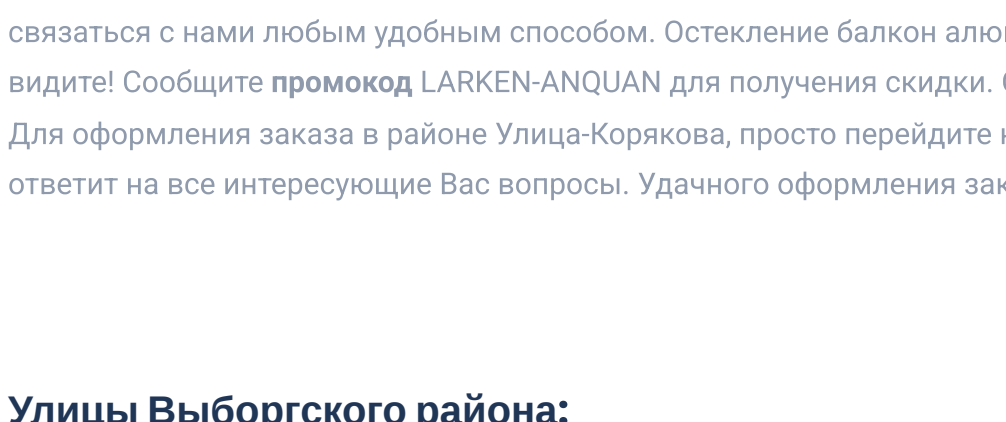 связаться с нами любым удобным способом. Остекление балкон
видите! Сообщите промокод LARKEN-ANQUAN для получения скидки.
Для оформления заказа в районе Улица-Корякова, просто перейдите
ответит на все интересующие Вас вопросы. Удачного оформления
Улицы Выборгского района: